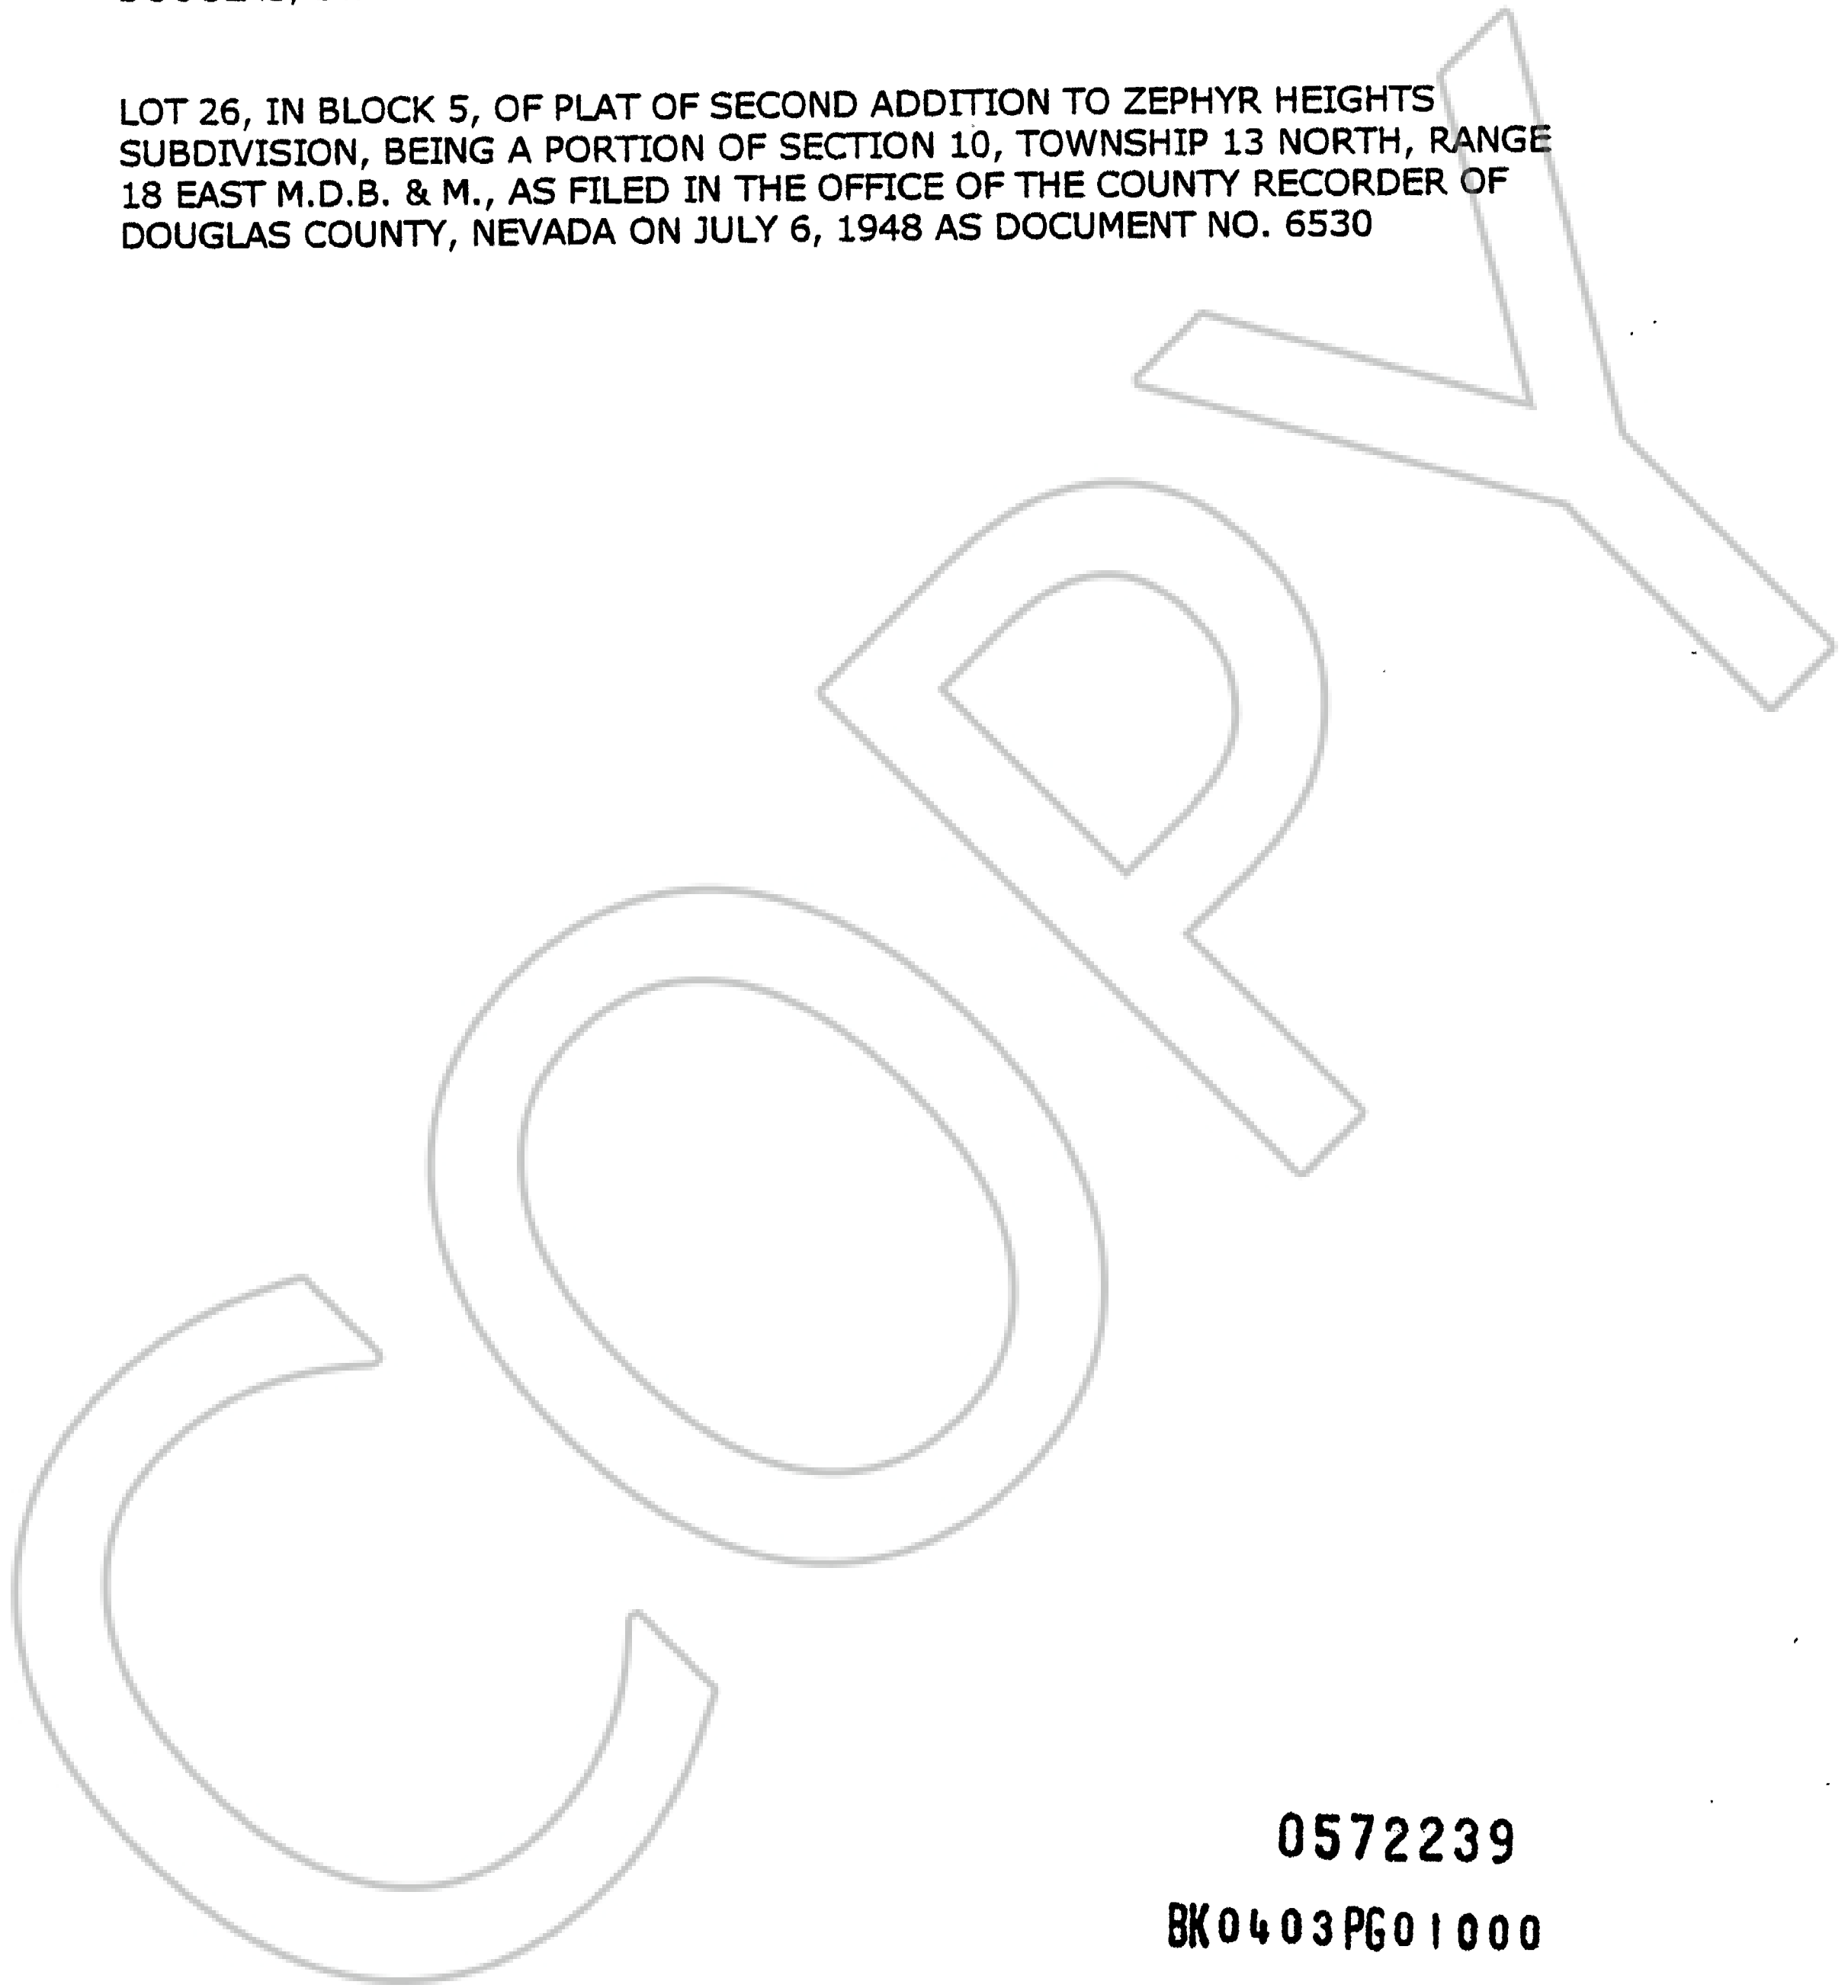 LOT 26, IN BLOCK 5, OF PLAT OF SECOND ADDITION TO ZEPHYR HEIGHTS
SUBDIVISION, BEING A PORTION OF SECTION 10, TOWNSHIP 13 NORTH, RANGE
18 EAST M.D.B. & M., AS FILED IN THE OFFICE OF THE COUNTY RECORDER OF
DOUGLAS COUNTY, NEVADA ON JULY 6, 1948 AS DOCUMENT NO. 6530
COPY
0572239
BK0403PG01000